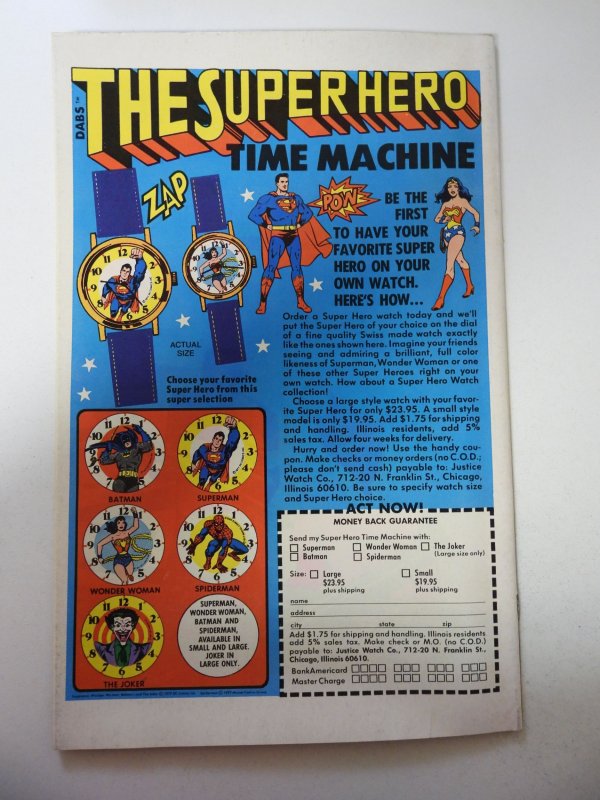 DABS™
THE SUPER HERO
TIME MACHINE
ZAP
POW
BE THE
FIRST
TO HAVE YOUR
FAVORITE SUPER
HERO ON YOUR
OWN WATCH.
HERE'S HOW...
ACTUAL
SIZE
Choose your favorite
Super Hero from this
super selection
Order a Super Hero watch today and we'll
put the Super Hero of your choice on the dial
of a fine quality Swiss made watch exactly
like the ones shown here. Imagine your friends
seeing and admiring a brilliant, full color
likeness of Superman, Wonder Woman or one
of these other Super Heroes right on your
own watch. How about a Super Hero Watch
collection!
Choose a large style watch with your favor-
ite Super Hero for only $23.95. A small style
model is only $19.95. Add $1.75 for shipping
and handling. Illinois residents, add 5%
sales tax. Allow four weeks for delivery.
Hurry and order now! Use the handy cou-
pon. Make checks or money orders (no C.O.D.;
please don't send cash) payable to: Justice
Watch Co., 712-20 N. Franklin St., Chicago,
Illinois 60610. Be sure to specify watch size
and Super Hero choice.
BATMAN
SUPERMAN
WONDER WOMAN
SPIDERMAN
THE JOKER
SUPERMAN,
WONDER WOMAN,
BATMAN AND
SPIDERMAN,
AVAILABLE IN
SMALL AND LARGE.
JOKER IN
LARGE ONLY.
ACT NOW!
MONEY BACK GUARANTEE
Send my Super Hero Time Machine with:
Superman Wonder Woman The Joker
Batman Spiderman (Large size only)
Size: Large Small
$23.95 $19.95
plus shipping plus shipping
name
address
city state zip
Add $1.75 for shipping and handling. Illinois residents
add 5% sales tax. Make check or M.O. (no C.O.D.)
payable to: Justice Watch Co., 712-20 N. Franklin St.,
Chicago, Illinois 60610.
BankAmericard
Master Charge